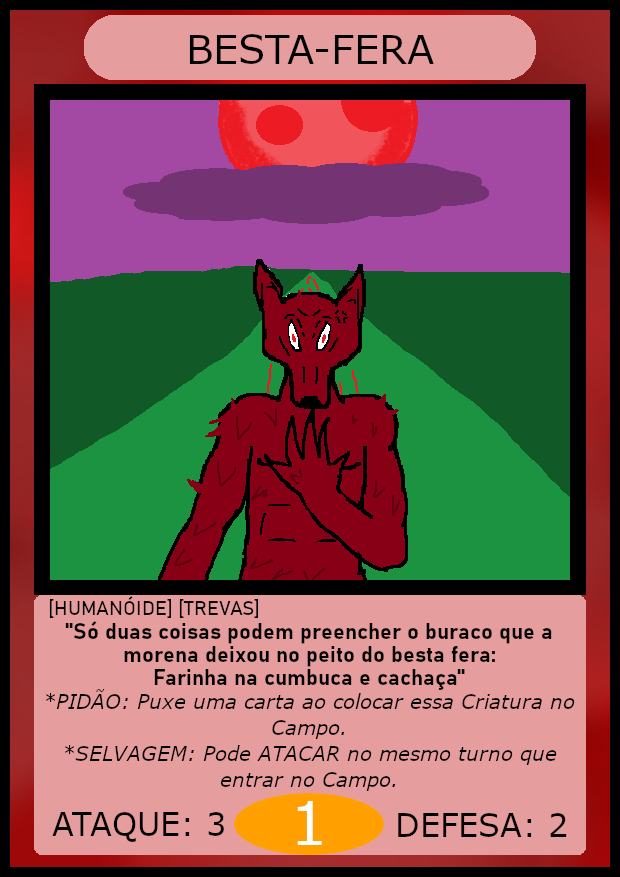 BESTA-FERA
[HUMANÓIDE] [TREVAS]
"Só duas coisas podem preencher o buraco que a
morena deixou no peito do besta fera:
Farinha na cumbuca e cachaça"
*PIDÃO: Puxe uma carta ao colocar essa Criatura no
Campo.
*SELVAGEM: Pode ATACAR no mesmo turno que
entrar no Campo.
ATAQUE: 3 1 DEFESA: 2